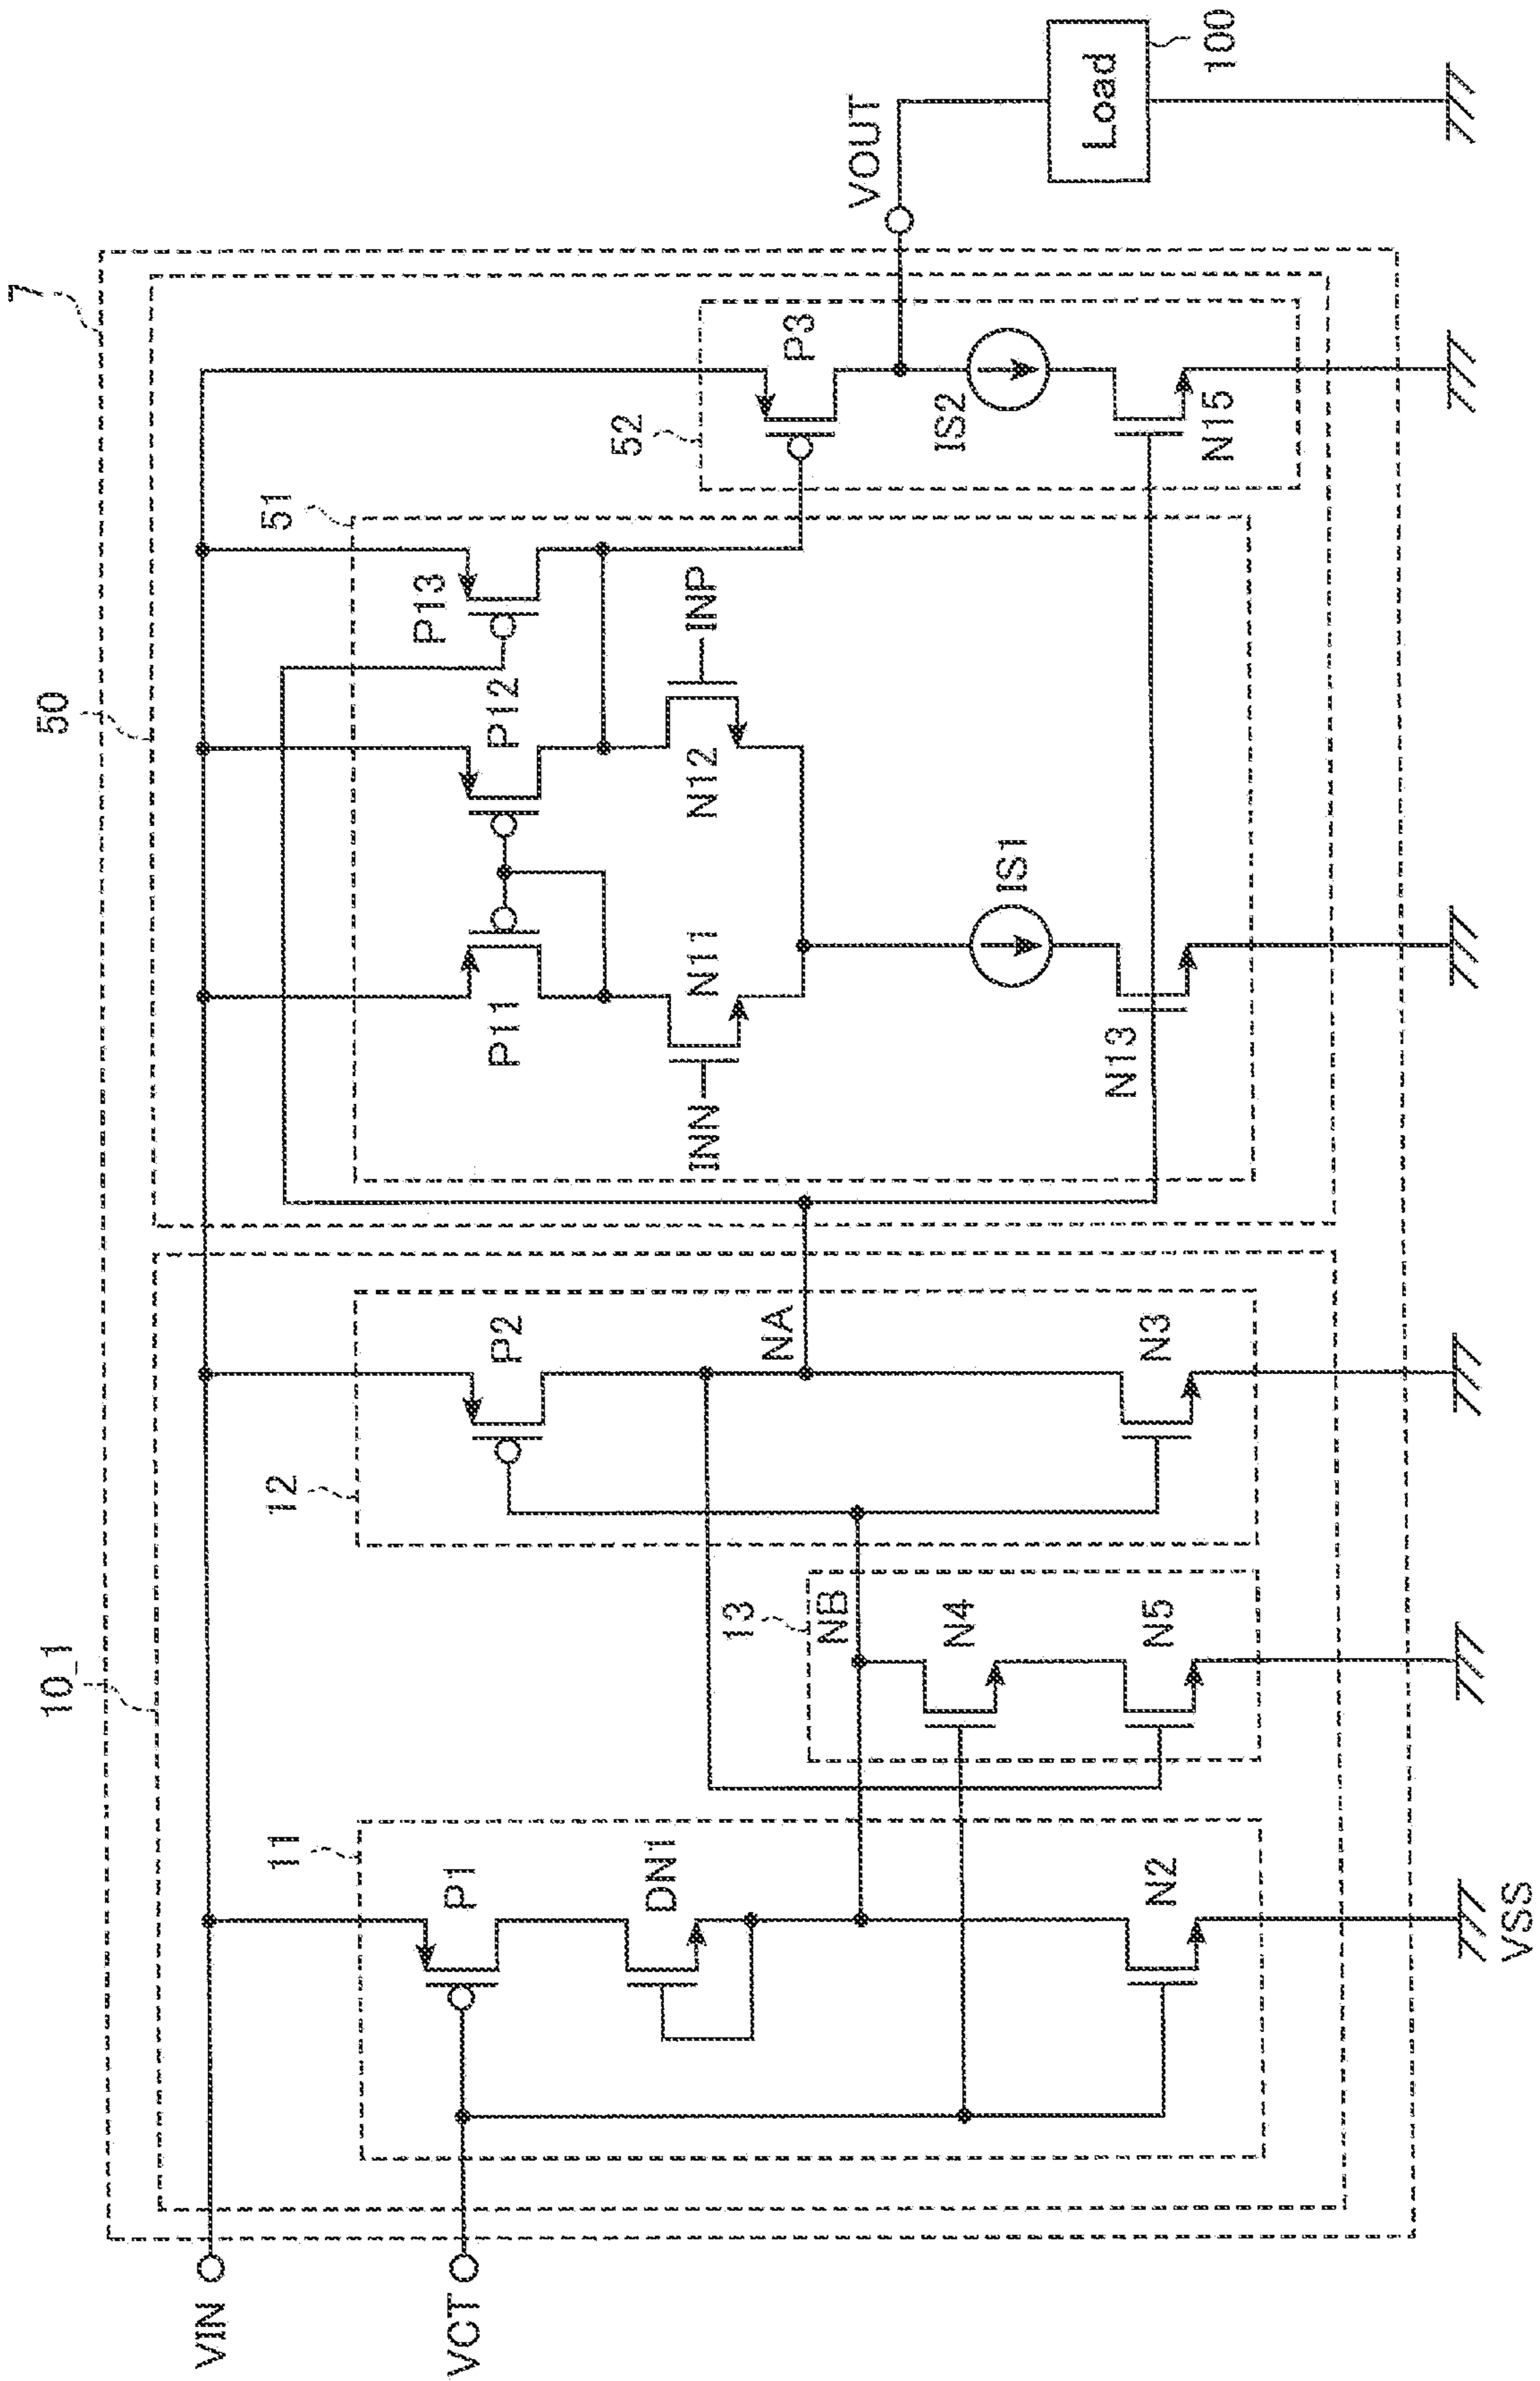 7
50
10_1
VIN
VCT
11
P1
DN1
N2
VSS
13
NB
N4
N5
12
P2
NA
N3
51
P11
P12
P13
INN
N11
N12
INP
IS1
N13
52
P3
IS2
N15
VOUT
Load
100